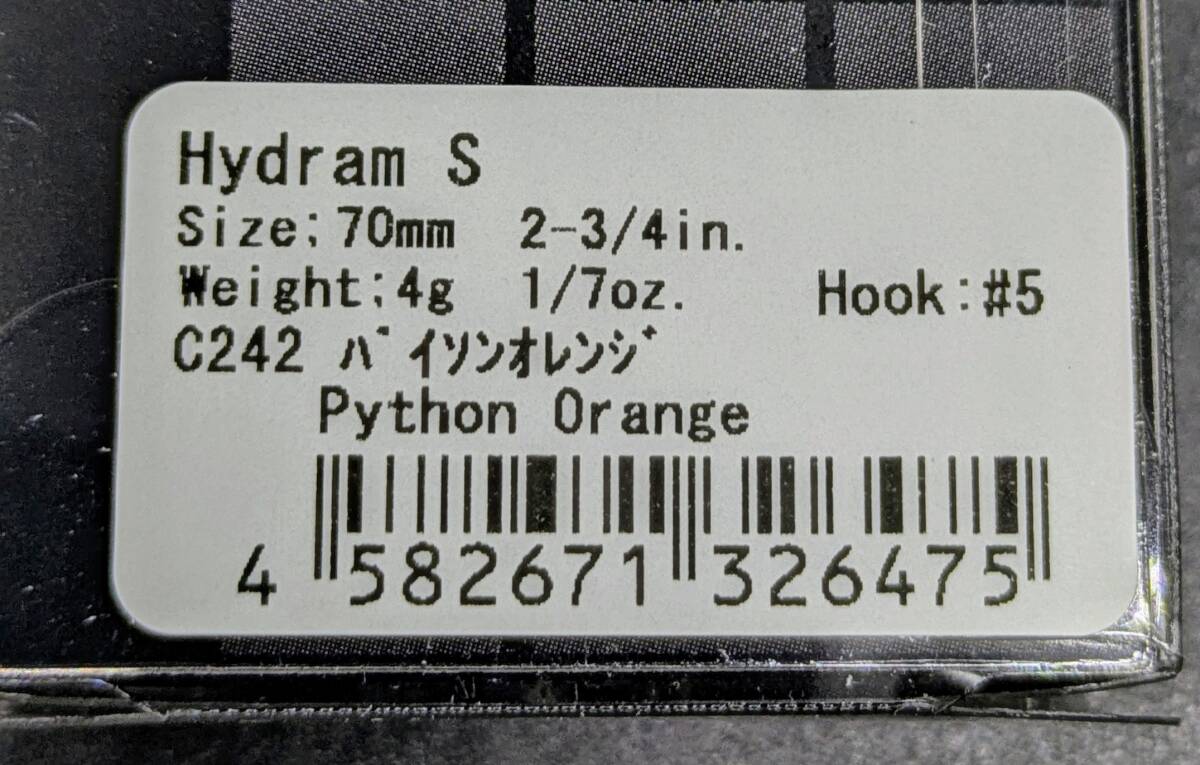 Hydram S
Size:70mm 2-3/4in.
Weight:4g 1/7oz. Hook:#5
C242 ﾊﾞｲｿﾝｵﾚﾝｼﾞ
Python Orange
4 582671 326475